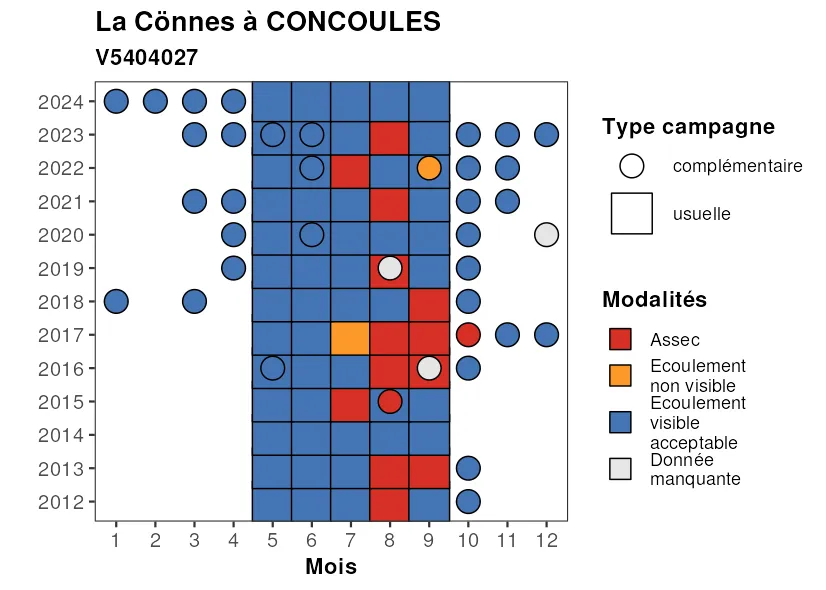 La Cönnes à CONCOULES
V5404027
2024
2023
2022
2021
2020
2019
2018
2017
2016
2015
2014
2013
2012
1 2 3 4 5 6 7 8 9 10 11 12
Mois
Type campagne
complémentaire
usuelle
Modalités
Assec
Ecoulement
non visible
Ecoulement
visible
acceptable
Donnée
manquante